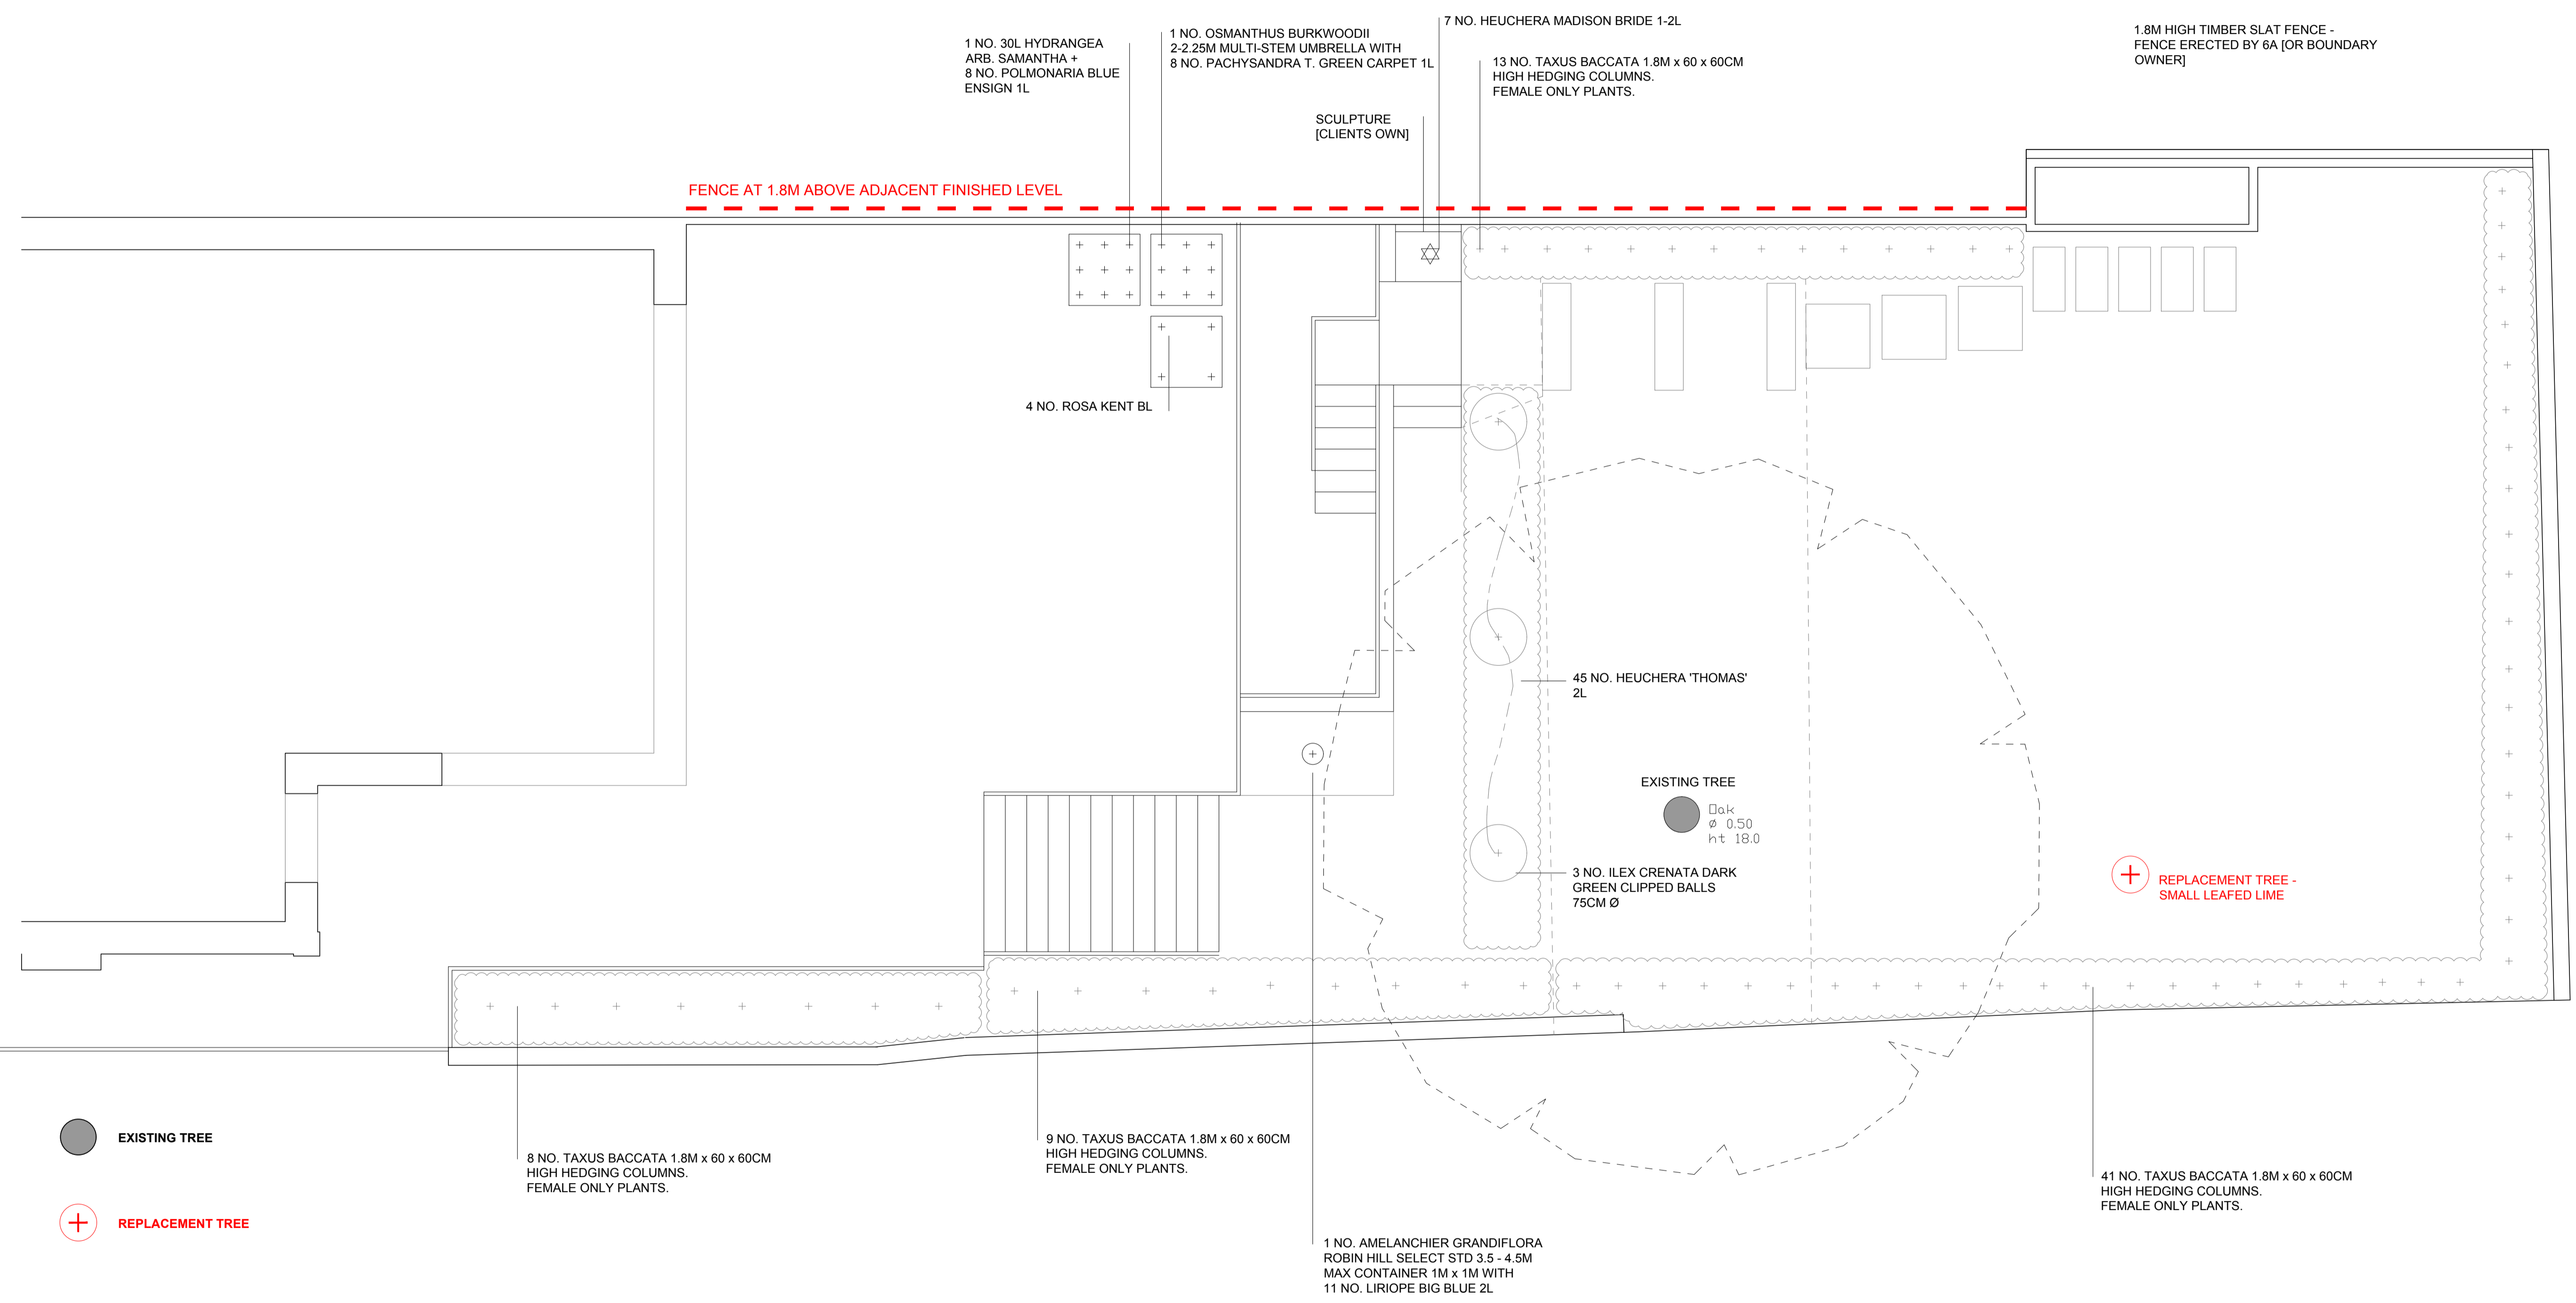 7 NO. HEUCHERA MADISON BRIDE 1-2L
1 NO. 30L HYDRANGEA
ARB. SAMANTHA +
8 NO. POLMONARIA BLUE
ENSIGN 1L
1 NO. OSMANTHUS BURKWOODII
2-2.25M MULTI-STEM UMBRELLA WITH
8 NO. PACHYSANDRA T. GREEN CARPET 1L
13 NO. TAXUS BACCATA 1.8M x 60 x 60CM
HIGH HEDGING COLUMNS.
FEMALE ONLY PLANTS.
1.8M HIGH TIMBER SLAT FENCE -
FENCE ERECTED BY 6A [OR BOUNDARY
OWNER]
SCULPTURE
[CLIENTS OWN]
FENCE AT 1.8M ABOVE ADJACENT FINISHED LEVEL
4 NO. ROSA KENT BL
45 NO. HEUCHERA 'THOMAS'
2L
EXISTING TREE
Oak
Ø 0.50
ht 18.0
3 NO. ILEX CRENATA DARK
GREEN CLIPPED BALLS
75CM Ø
REPLACEMENT TREE -
SMALL LEAFED LIME
EXISTING TREE
REPLACEMENT TREE
8 NO. TAXUS BACCATA 1.8M x 60 x 60CM
HIGH HEDGING COLUMNS.
FEMALE ONLY PLANTS.
9 NO. TAXUS BACCATA 1.8M x 60 x 60CM
HIGH HEDGING COLUMNS.
FEMALE ONLY PLANTS.
41 NO. TAXUS BACCATA 1.8M x 60 x 60CM
HIGH HEDGING COLUMNS.
FEMALE ONLY PLANTS.
1 NO. AMELANCHIER GRANDIFLORA
ROBIN HILL SELECT STD 3.5 - 4.5M
MAX CONTAINER 1M x 1M WITH
11 NO. LIRIOPE BIG BLUE 2L